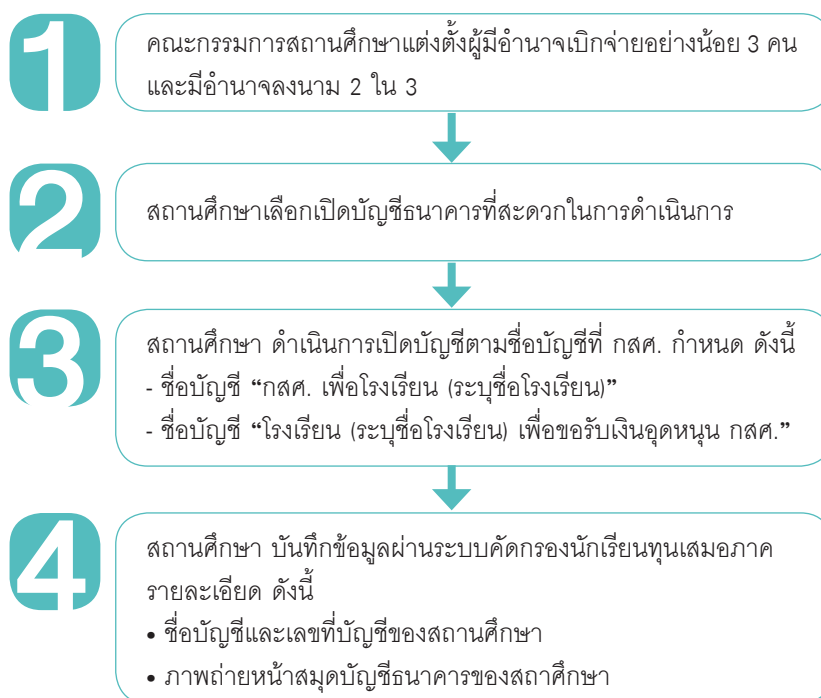 1
คณะกรรมการสถานศึกษาแต่งตั้งผู้มีอำนาจเบิกจ่ายอย่างน้อย 3 คน
และมีอำนาจลงนาม 2 ใน 3
2
สถานศึกษาเลือกเปิดบัญชีธนาคารที่สะดวกในการดำเนินการ
3
สถานศึกษา ดำเนินการเปิดบัญชีตามชื่อบัญชีที่ กสศ. กำหนด ดังนี้
- ชื่อบัญชี “กสศ. เพื่อโรงเรียน (ระบุชื่อโรงเรียน)”
- ชื่อบัญชี “โรงเรียน (ระบุชื่อโรงเรียน) เพื่อขอรับเงินอุดหนุน กสศ.”
4
สถานศึกษา บันทึกข้อมูลผ่านระบบคัดกรองนักเรียนทุนเสมอภาค
รายละเอียด ดังนี้
• ชื่อบัญชีและเลขที่บัญชีของสถานศึกษา
• ภาพถ่ายหน้าสมุดบัญชีธนาคารของสถาศึกษา